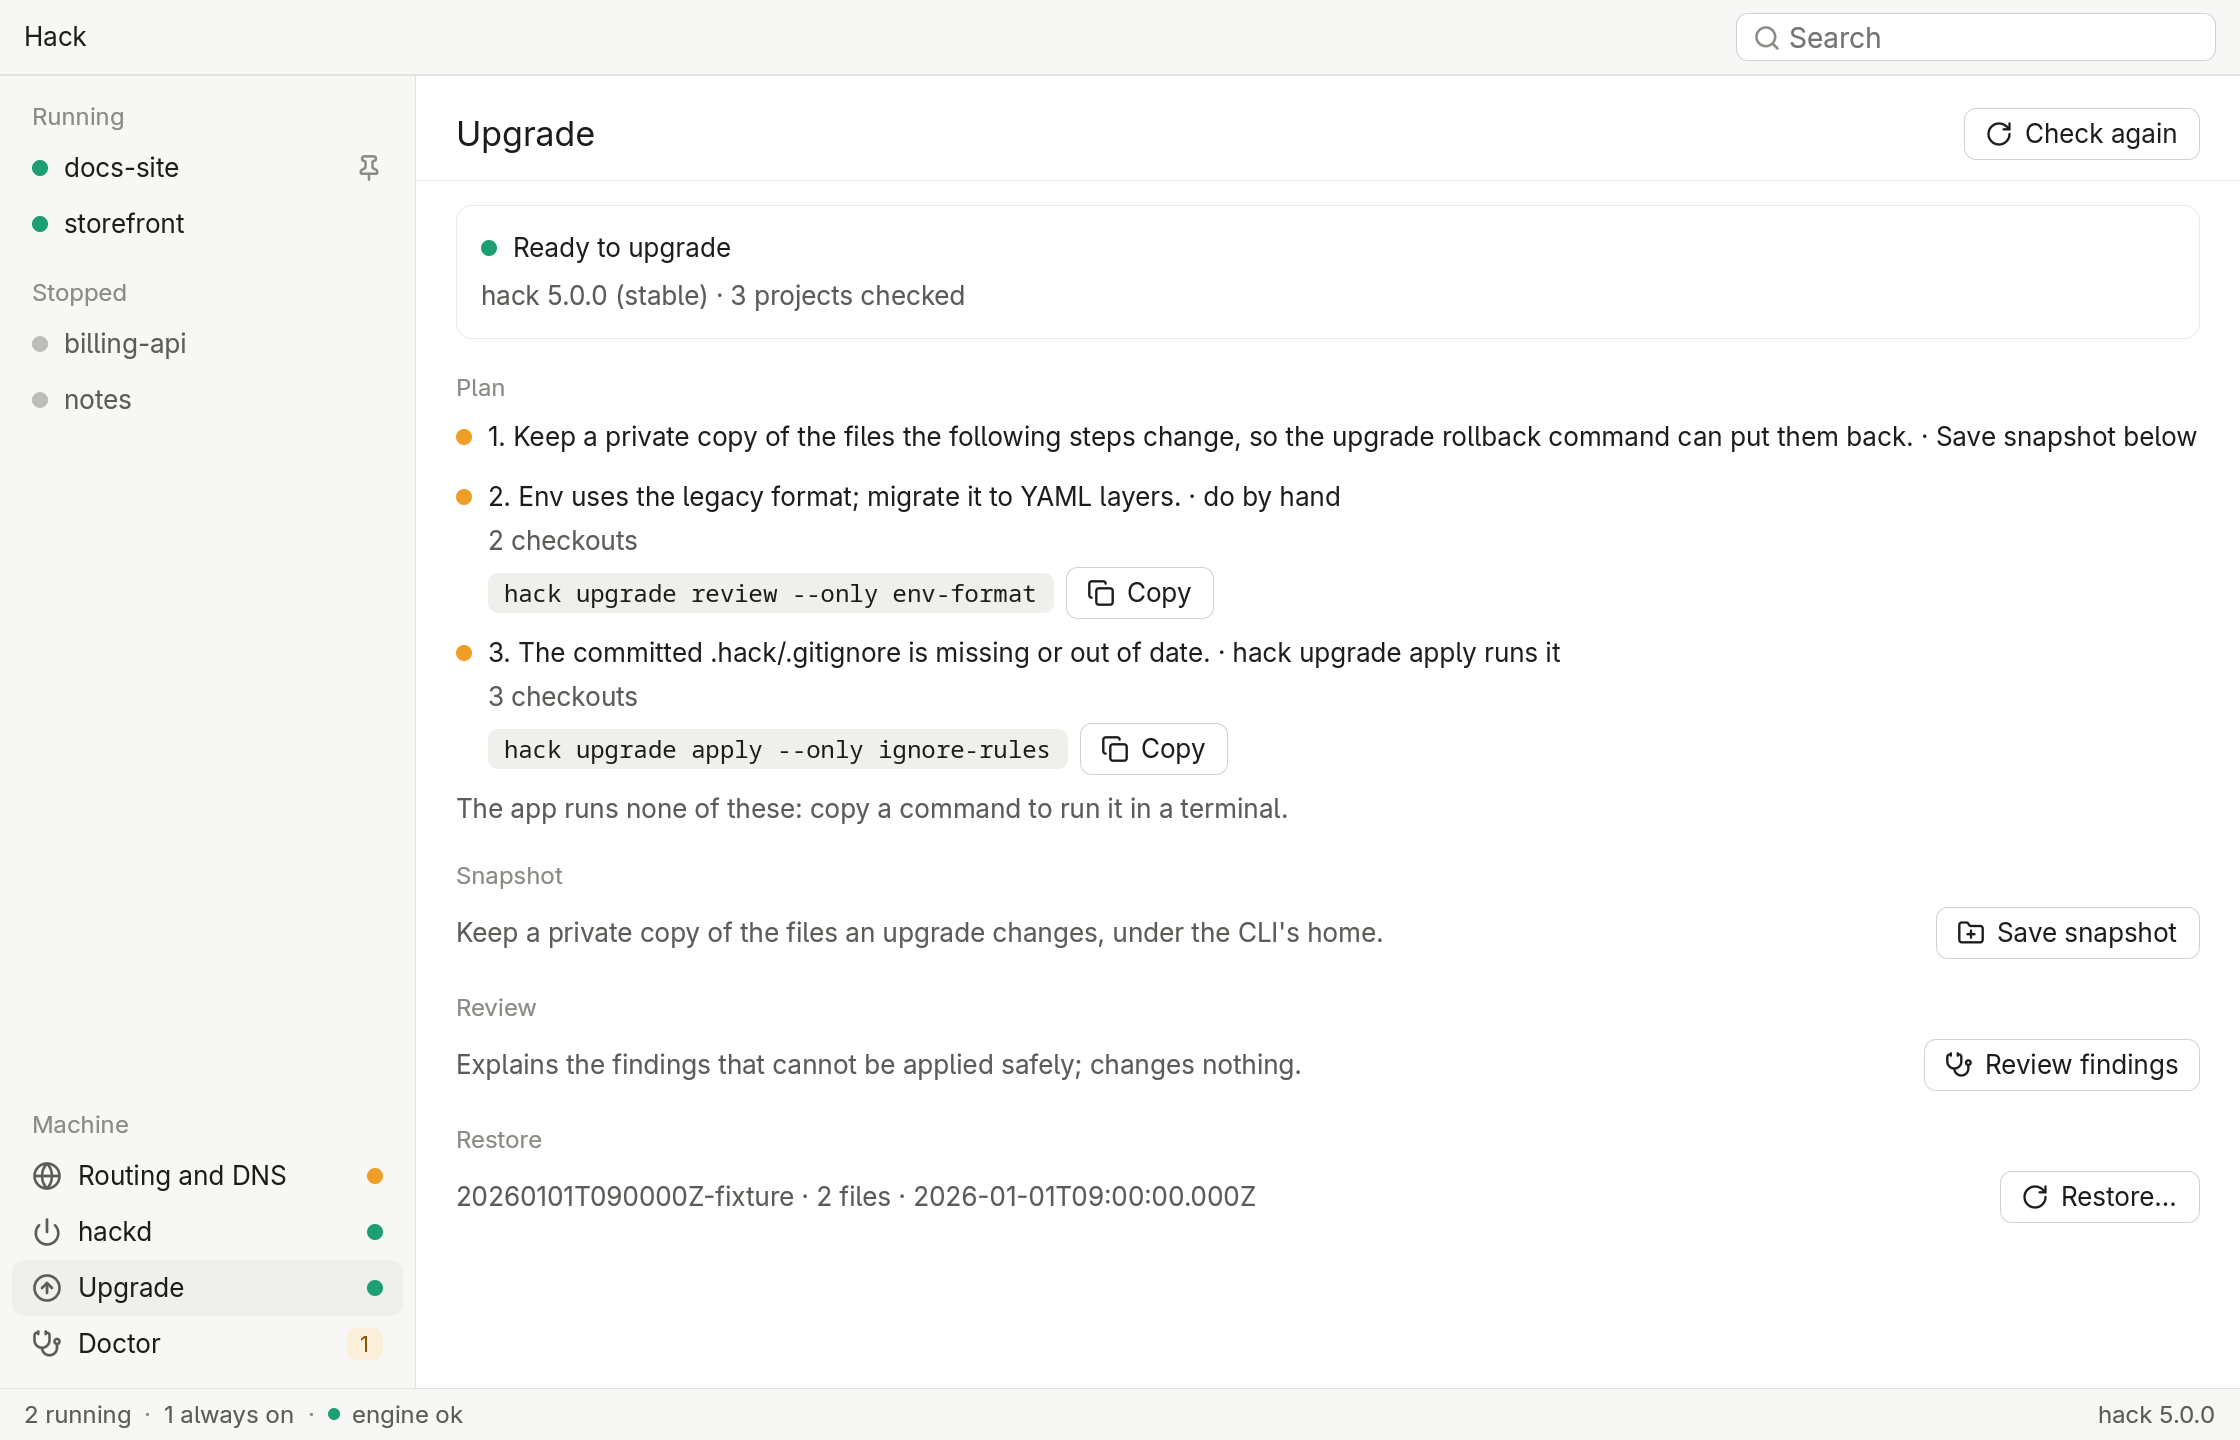 Hack
Search
Running
docs-site
storefront
Stopped
billing-api
notes
Machine
Routing and DNS
hackd
Upgrade
Doctor
1
Upgrade
Check again
Ready to upgrade
hack 5.0.0 (stable) · 3 projects checked
Plan
1. Keep a private copy of the files the following steps change, so the upgrade rollback command can put them back. · Save snapshot below
2. Env uses the legacy format; migrate it to YAML layers. · do by hand
2 checkouts
hack upgrade review --only env-format
Copy
3. The committed .hack/.gitignore is missing or out of date. · hack upgrade apply runs it
3 checkouts
hack upgrade apply --only ignore-rules
Copy
The app runs none of these: copy a command to run it in a terminal.
Snapshot
Keep a private copy of the files an upgrade changes, under the CLI's home.
Save snapshot
Review
Explains the findings that cannot be applied safely; changes nothing.
Review findings
Restore
20260101T090000Z-fixture · 2 files · 2026-01-01T09:00:00.000Z
Restore...
2 running · 1 always on · engine ok
hack 5.0.0